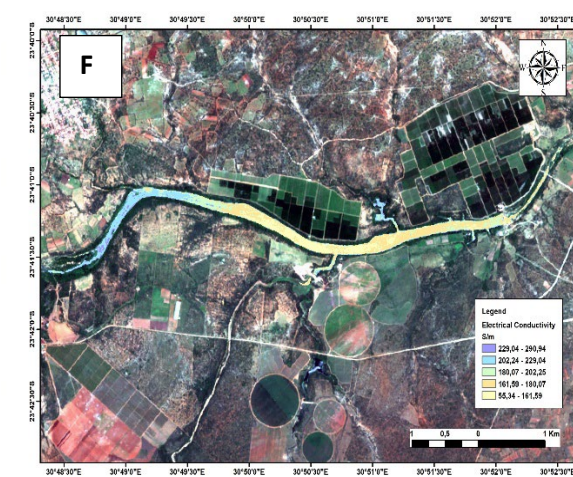 30°48'30"E 30°49'0"E 30°49'30"E 30°50'0"E 30°50'30"E 30°51'0"E 30°51'30"E 30°52'0"E 30°52'30"E
23°40'0"S
F
N
W E
S
23°40'30"S
23°41'0"S
23°41'30"S
23°42'0"S
23°42'30"S
Legend
Electrical Conductivity
S/m
229,04 - 290,94
202,24 - 229,04
180,07 - 202,25
161,59 - 180,07
55,34 - 161,59
1 0,5 0 1 Km
30°48'30"E 30°49'0"E 30°49'30"E 30°50'0"E 30°50'30"E 30°51'0"E 30°51'30"E 30°52'0"E 30°52'30"E